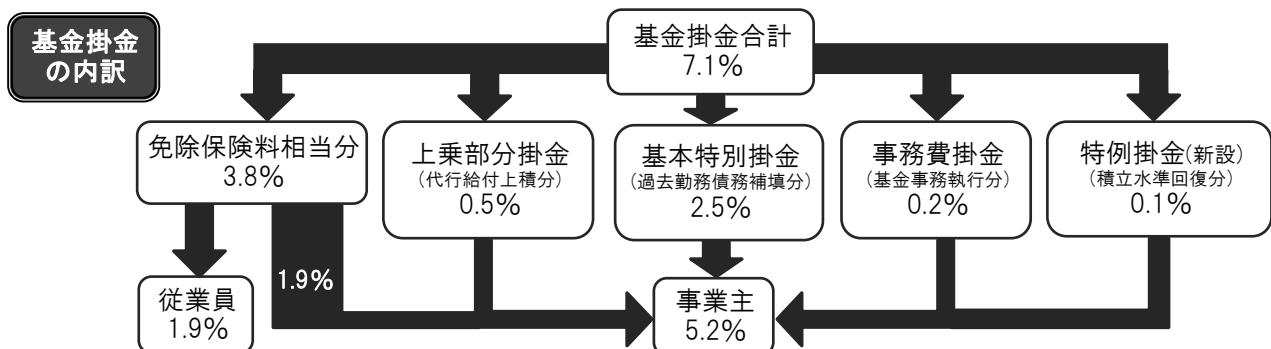 基金掛金
の内訳
基金掛金合計
7.1%
免除保険料相当分
3.8%
上乗部分掛金
（代行給付上積分）
0.5%
基本特別掛金
（過去勤務債務補填分）
2.5%
事務費掛金
（基金事務執行分）
0.2%
特例掛金（新設）
（積立水準回復分）
0.1%
1.9%
従業員
1.9%
事業主
5.2%